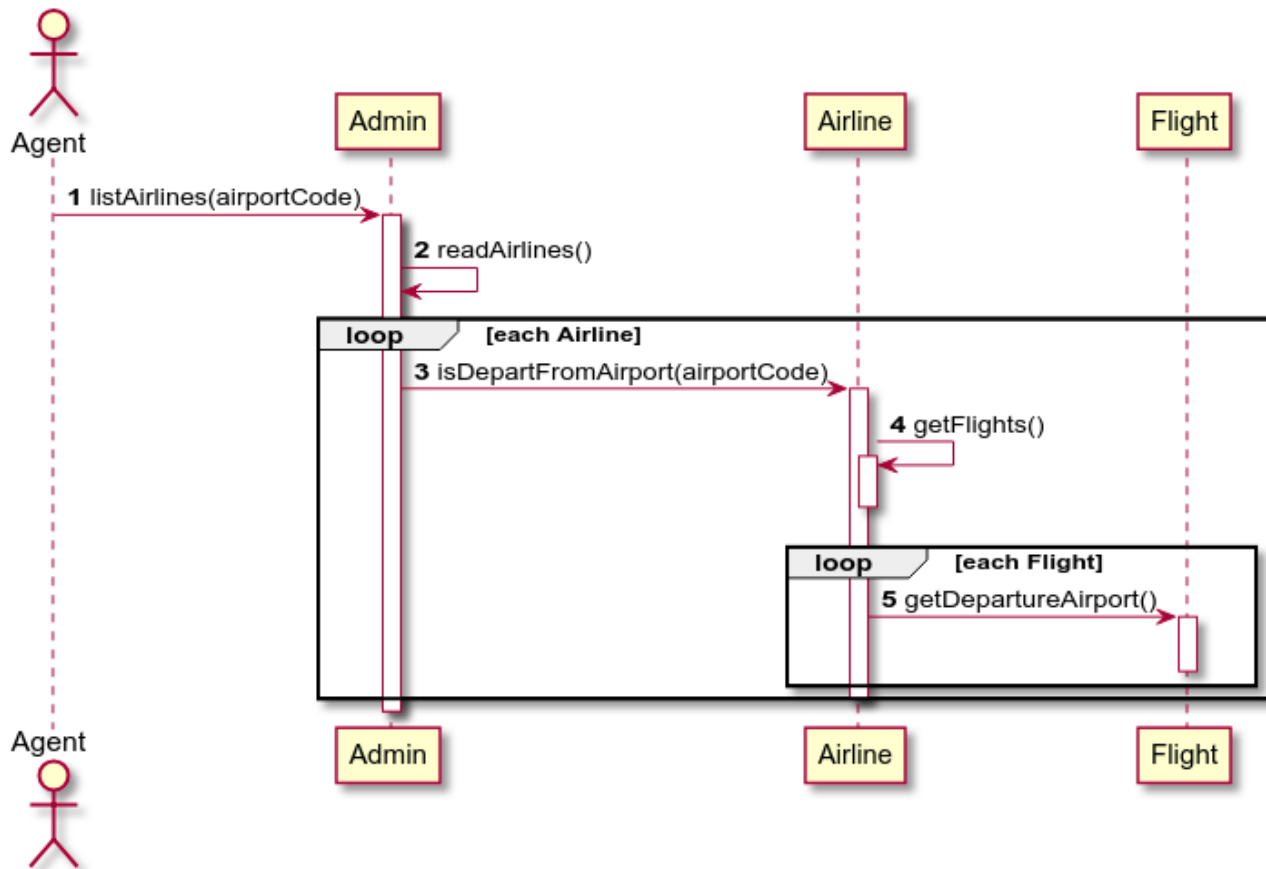 Agent
Admin
Airline
Flight
1 listAirlines(airportCode)
2 readAirlines()
loop [each Airline]
3 isDepartFromAirport(airportCode)
4 getFlights()
loop [each Flight]
5 getDepartureAirport()
Agent
Admin
Airline
Flight